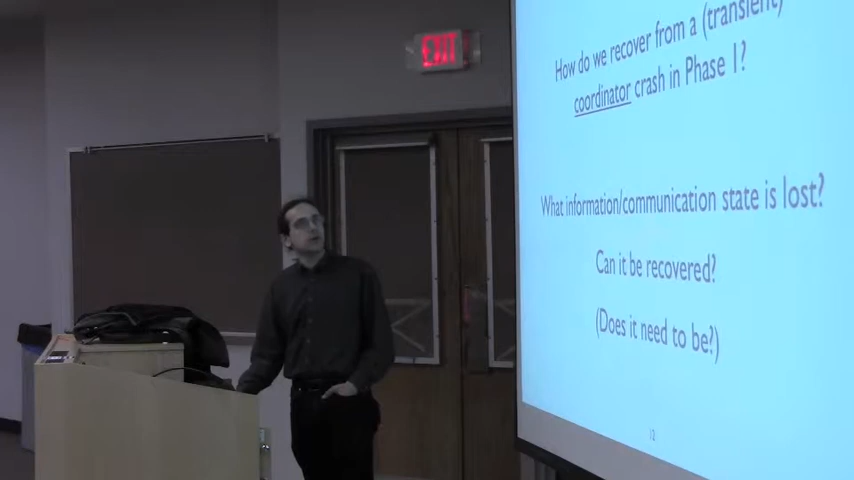 EXIT
How do we recover from a (transient)
coordinator crash in Phase 1?
What information/communication state is lost?
Can it be recovered?
(Does it need to be?)
12